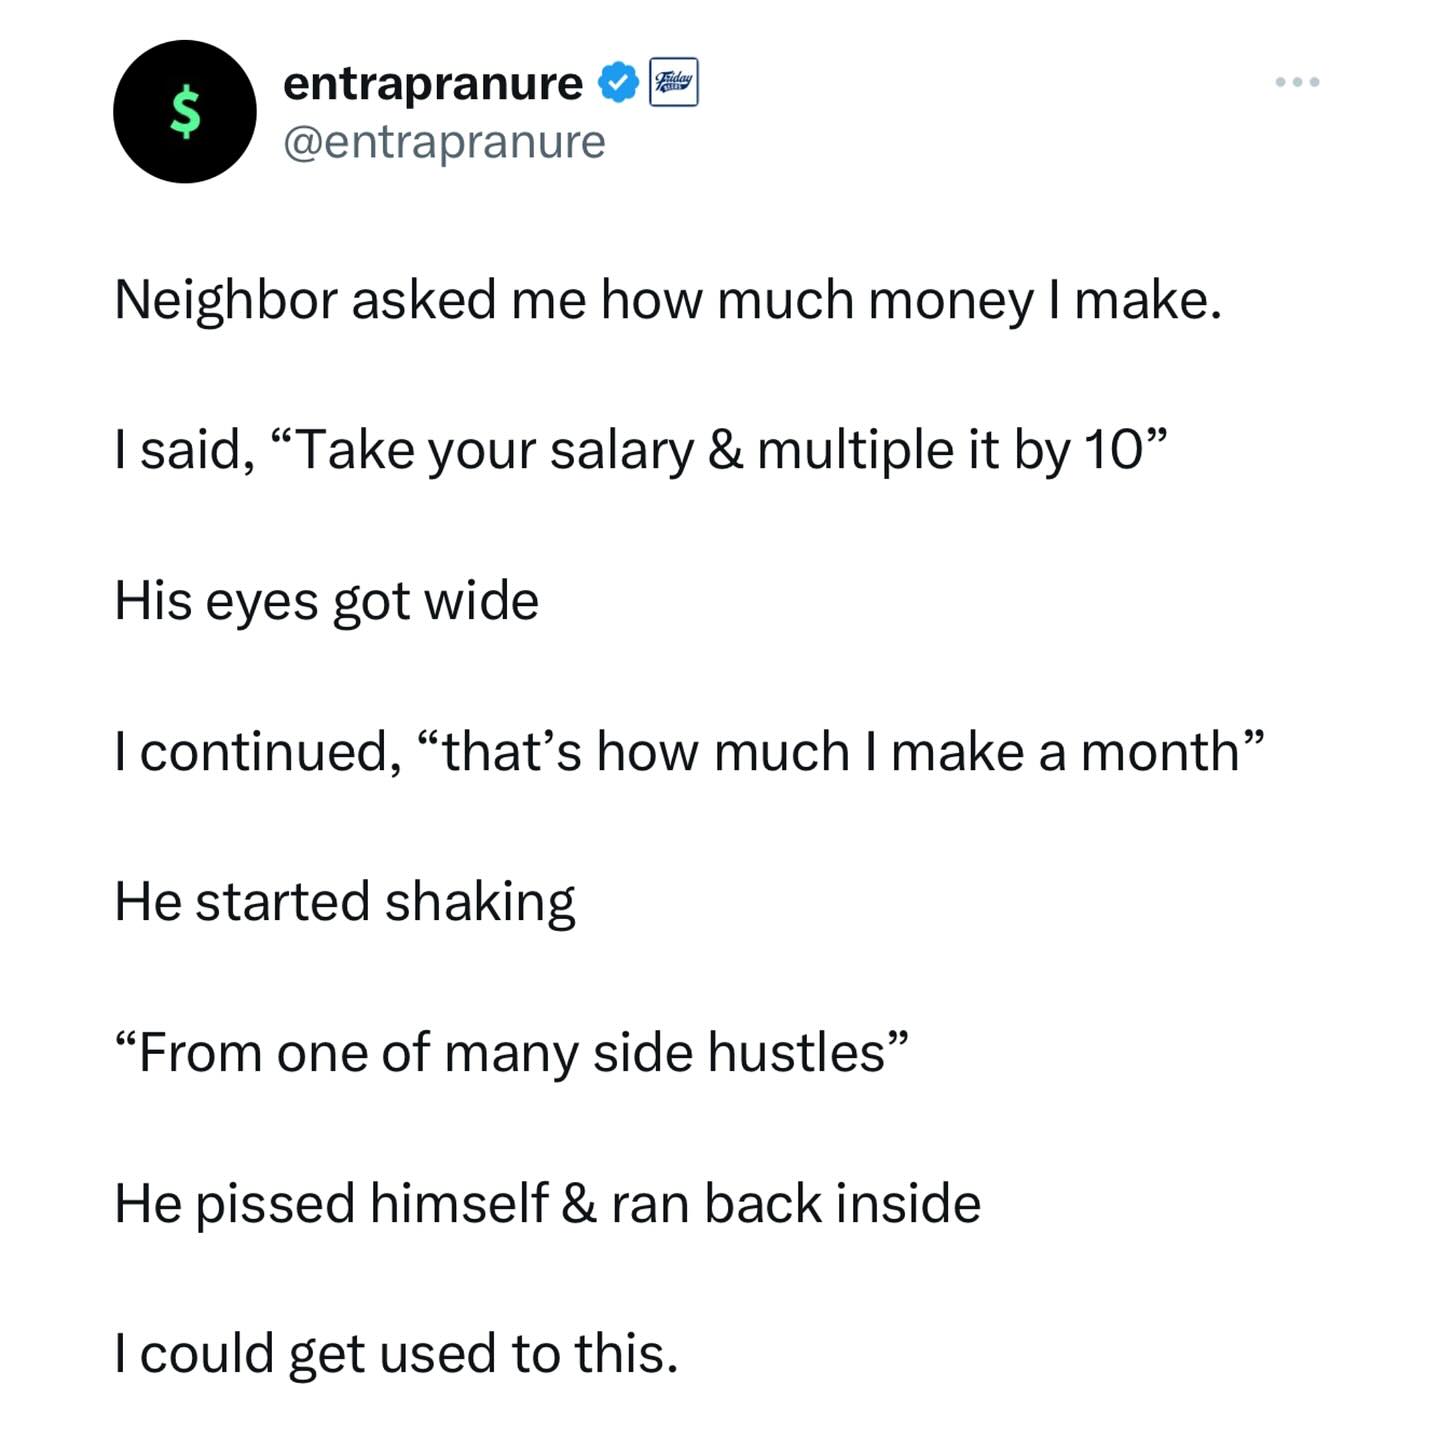 entrapranure
Friday
@entrapranure
Neighbor asked me how much money I make.
I said, “Take your salary & multiple it by 10”
His eyes got wide
I continued, “that’s how much I make a month”
He started shaking
“From one of many side hustles”
He pissed himself & ran back inside
I could get used to this.